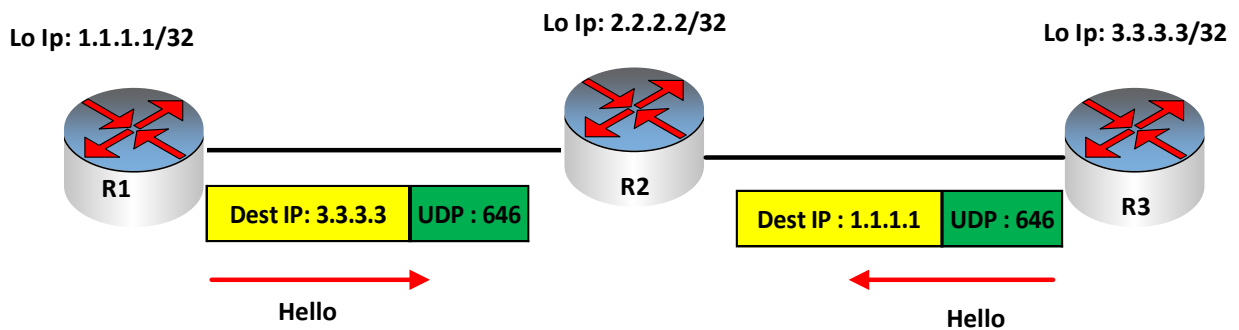 Lo Ip: 1.1.1.1/32
Lo Ip: 2.2.2.2/32
Lo Ip: 3.3.3.3/32
R1
R2
R3
Dest IP: 3.3.3.3
UDP : 646
Dest IP : 1.1.1.1
UDP : 646
Hello
Hello